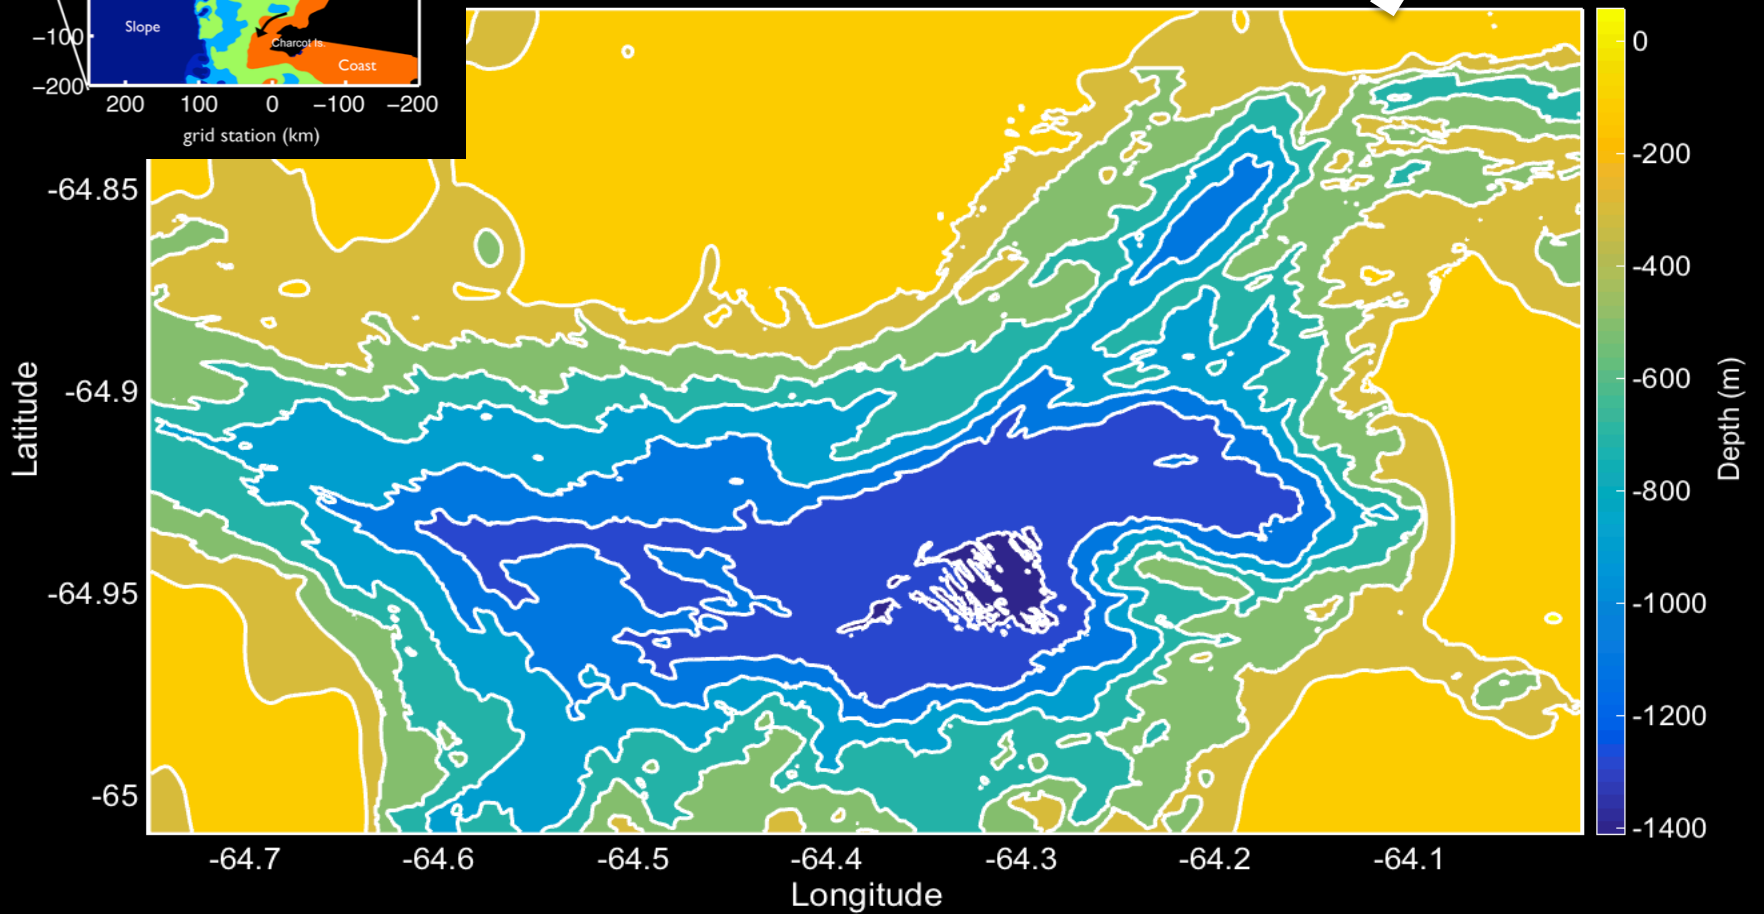 Slope
Charcot Is.
Coast
−100
−200
200 100 0 −100 −200
grid station (km)
-64.85
-64.9
-64.95
-65
Latitude
-64.7 -64.6 -64.5 -64.4 -64.3 -64.2 -64.1
Longitude
0
-200
-400
-600
-800
-1000
-1200
-1400
Depth (m)